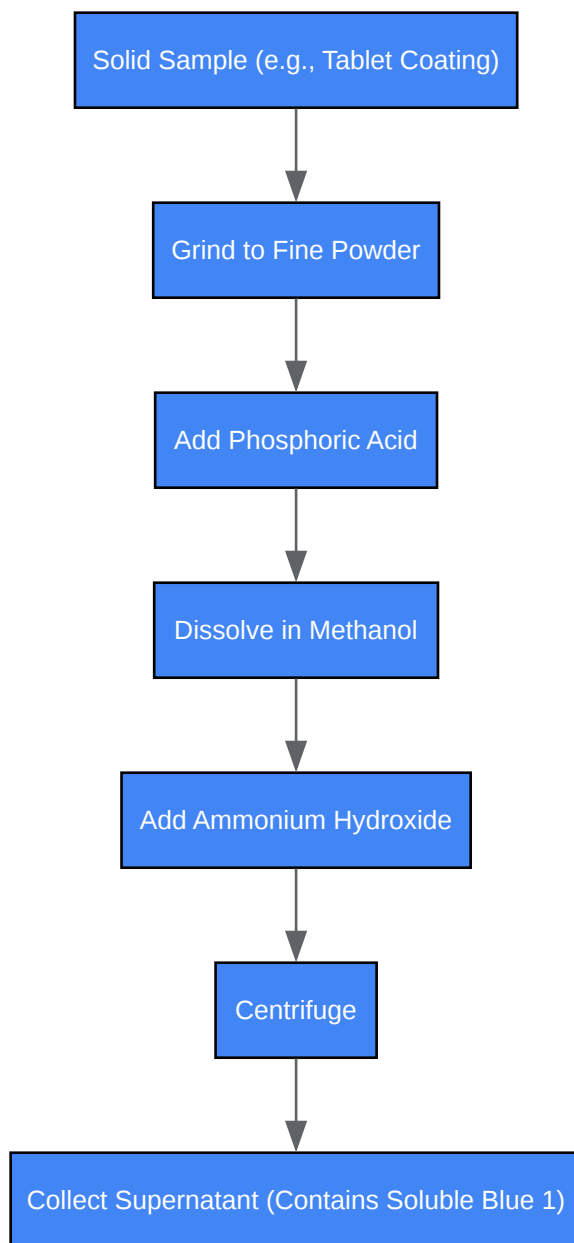 Solid Sample (e.g., Tablet Coating)
Grind to Fine Powder
Add Phosphoric Acid
Dissolve in Methanol
Add Ammonium Hydroxide
Centrifuge
Collect Supernatant (Contains Soluble Blue 1)